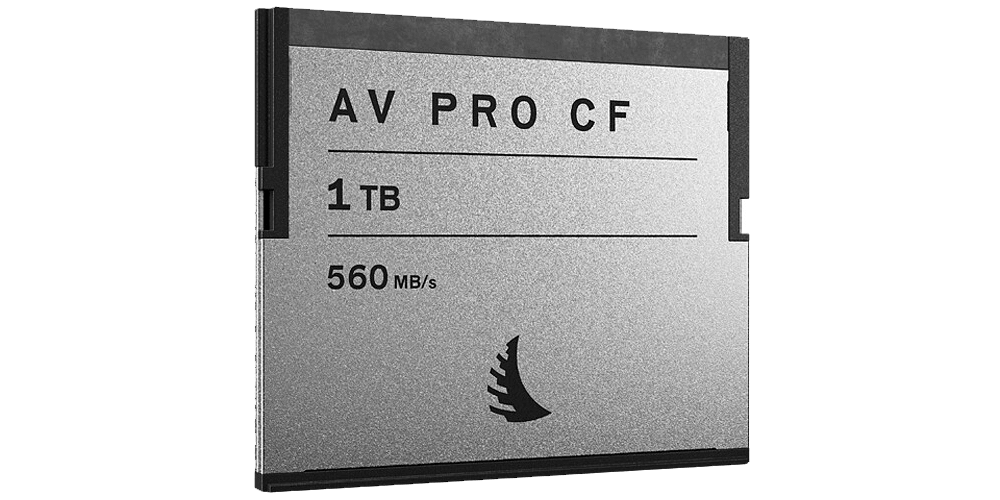 AV PRO CF
1 TB
560 MB/s